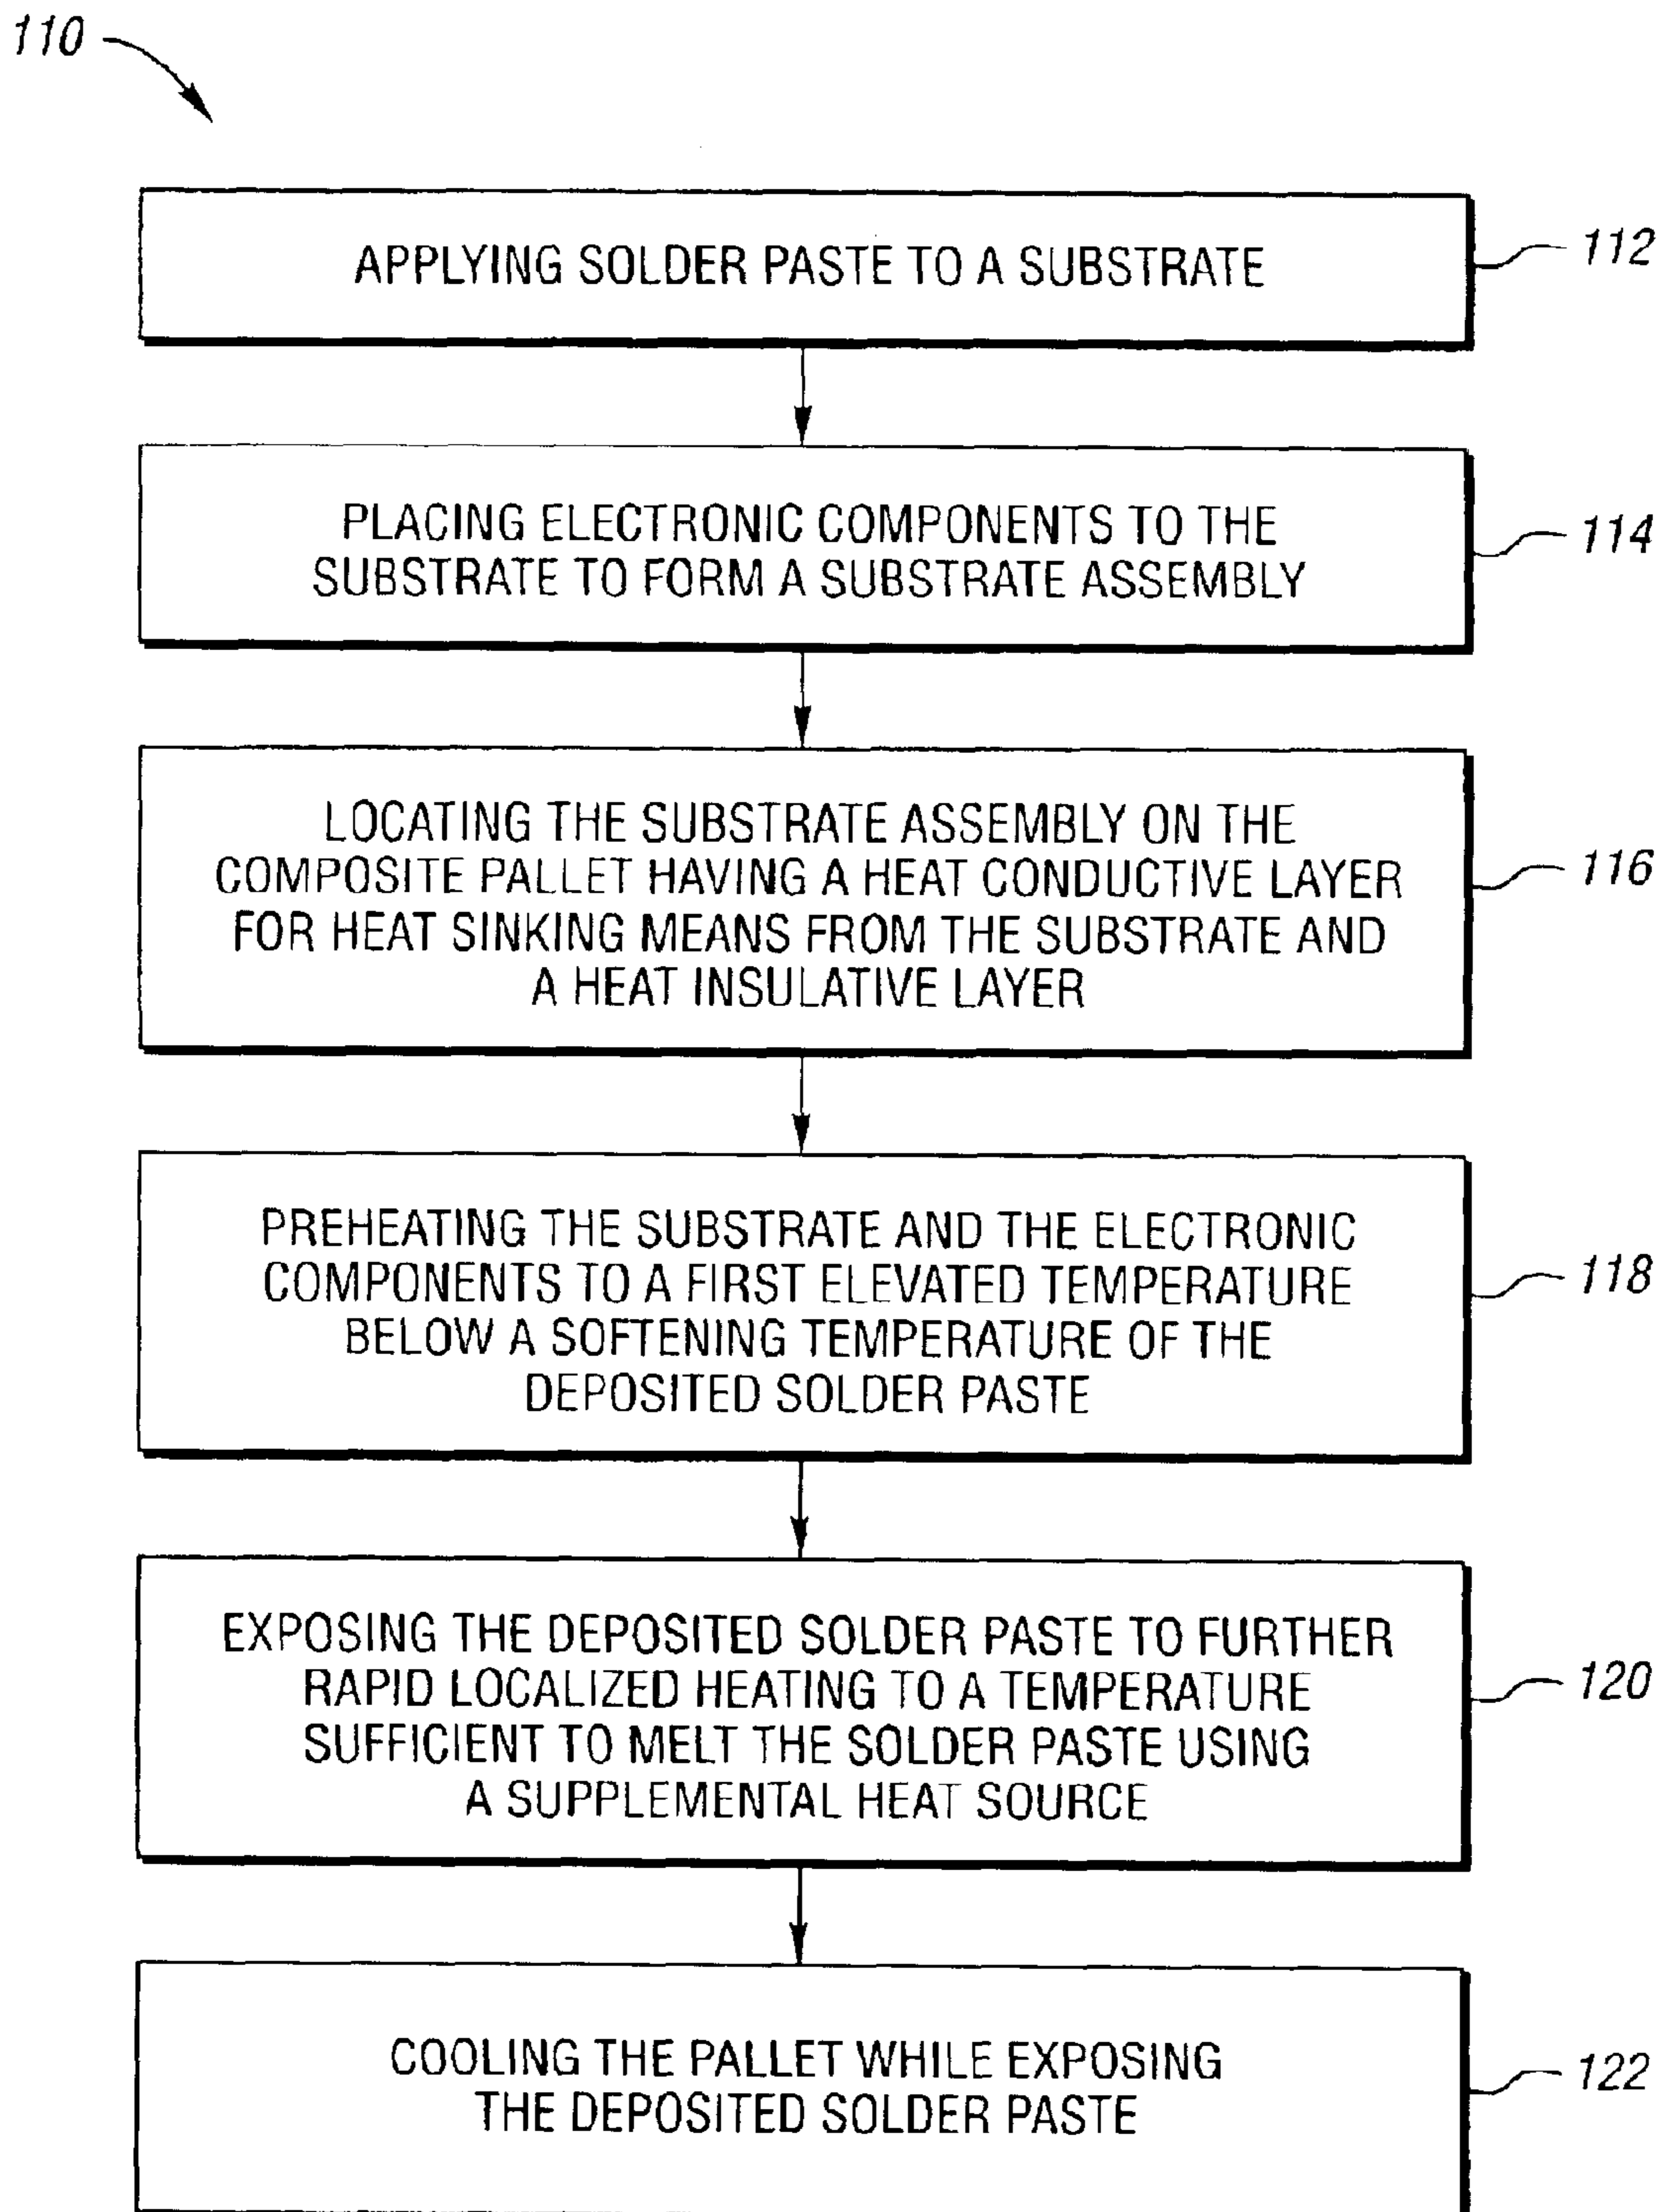 110
APPLYING SOLDER PASTE TO A SUBSTRATE
112
PLACING ELECTRONIC COMPONENTS TO THE
SUBSTRATE TO FORM A SUBSTRATE ASSEMBLY
114
LOCATING THE SUBSTRATE ASSEMBLY ON THE
COMPOSITE PALLET HAVING A HEAT CONDUCTIVE LAYER
FOR HEAT SINKING MEANS FROM THE SUBSTRATE AND
A HEAT INSULATIVE LAYER
116
PREHEATING THE SUBSTRATE AND THE ELECTRONIC
COMPONENTS TO A FIRST ELEVATED TEMPERATURE
BELOW A SOFTENING TEMPERATURE OF THE
DEPOSITED SOLDER PASTE
118
EXPOSING THE DEPOSITED SOLDER PASTE TO FURTHER
RAPID LOCALIZED HEATING TO A TEMPERATURE
SUFFICIENT TO MELT THE SOLDER PASTE USING
A SUPPLEMENTAL HEAT SOURCE
120
COOLING THE PALLET WHILE EXPOSING
THE DEPOSITED SOLDER PASTE
122